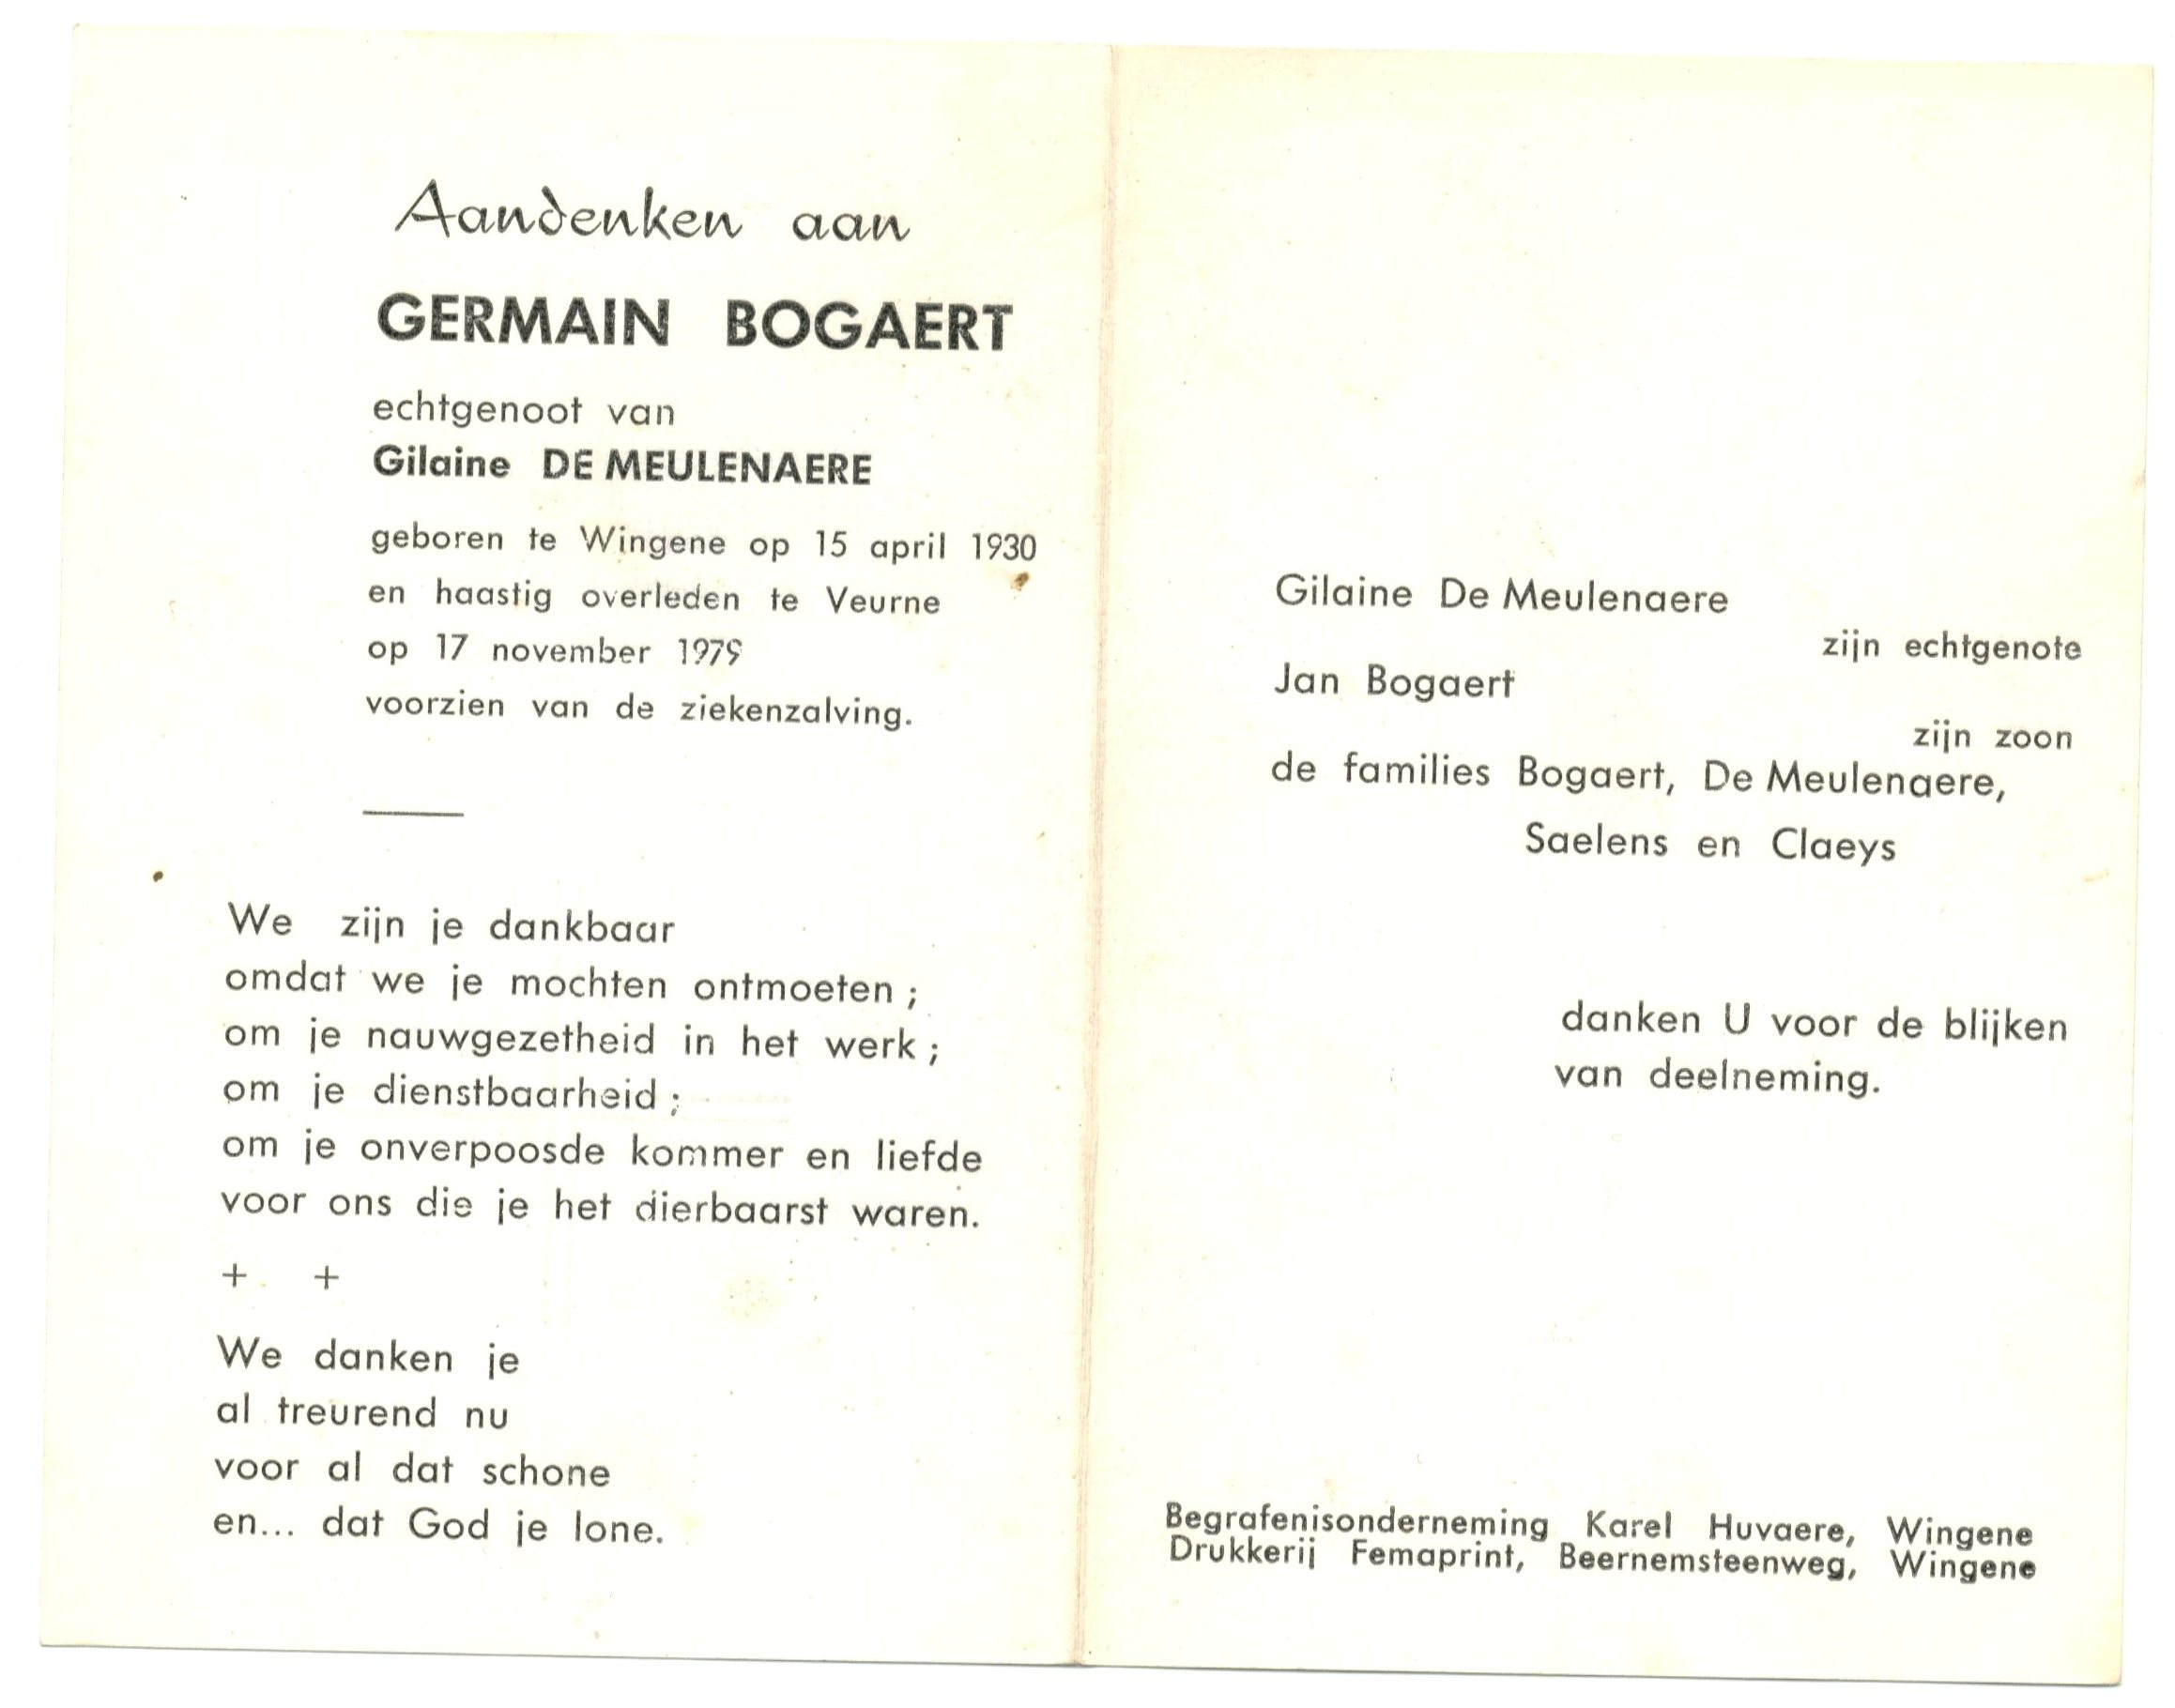 Aandenken aan
GERMAIN BOGAERT
echtgenoot van
Gilaine DE MEULENAERE
geboren te Wingene op 15 april 1930
en haastig overleden te Veurne
op 17 november 1979
voorzien van de ziekenzalving.
We zijn je dankbaar
omdat we je mochten ontmoeten ;
om je nauwgezetheid in het werk ;
om je dienstbaarheid ;
om je onverpoosde kommer en liefde
voor ons die je het dierbaarst waren.
+ +
We danken je
al treurend nu
voor al dat schone
en... dat God je lone.
Gilaine De Meulenaere
zijn echtgenote
Jan Bogaert
zijn zoon
de families Bogaert, De Meulenaere,
Saelens en Claeys
danken U voor de blijken
van deelneming.
Begrafenisonderneming Karel Huvaere, Wingene
Drukkerij Femaprint, Beernemsteenweg, Wingene